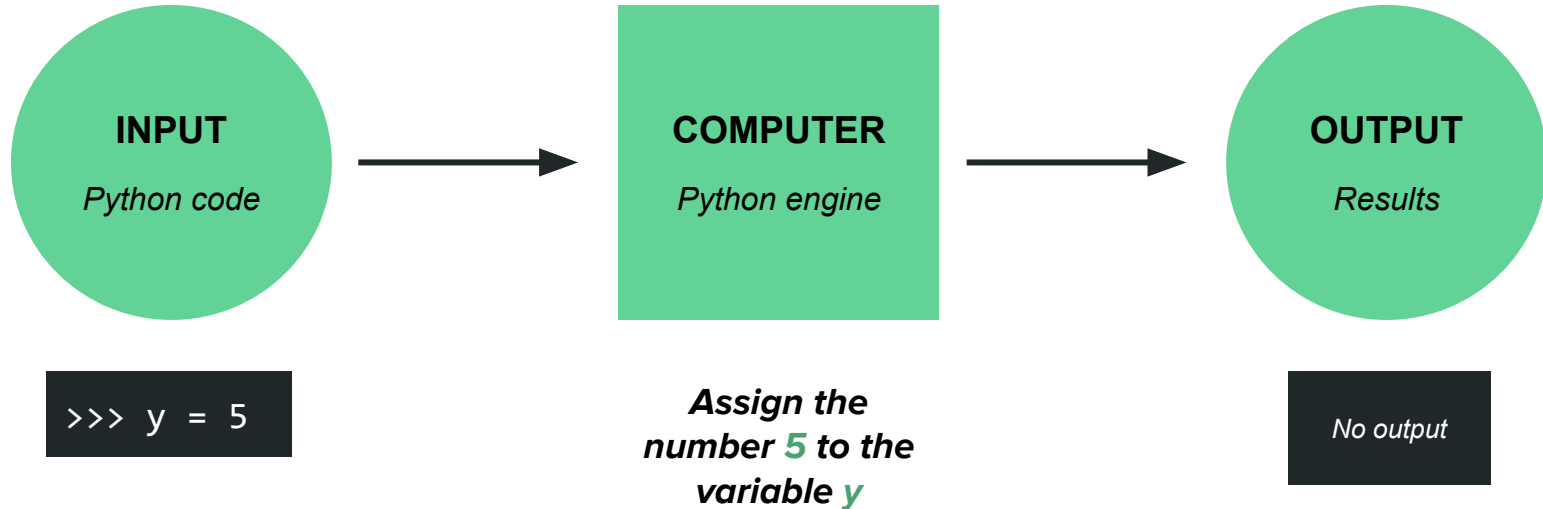 INPUT
Python code
COMPUTER
Python engine
OUTPUT
Results
>>> y = 5
Assign the
number 5 to the
variable y
No output